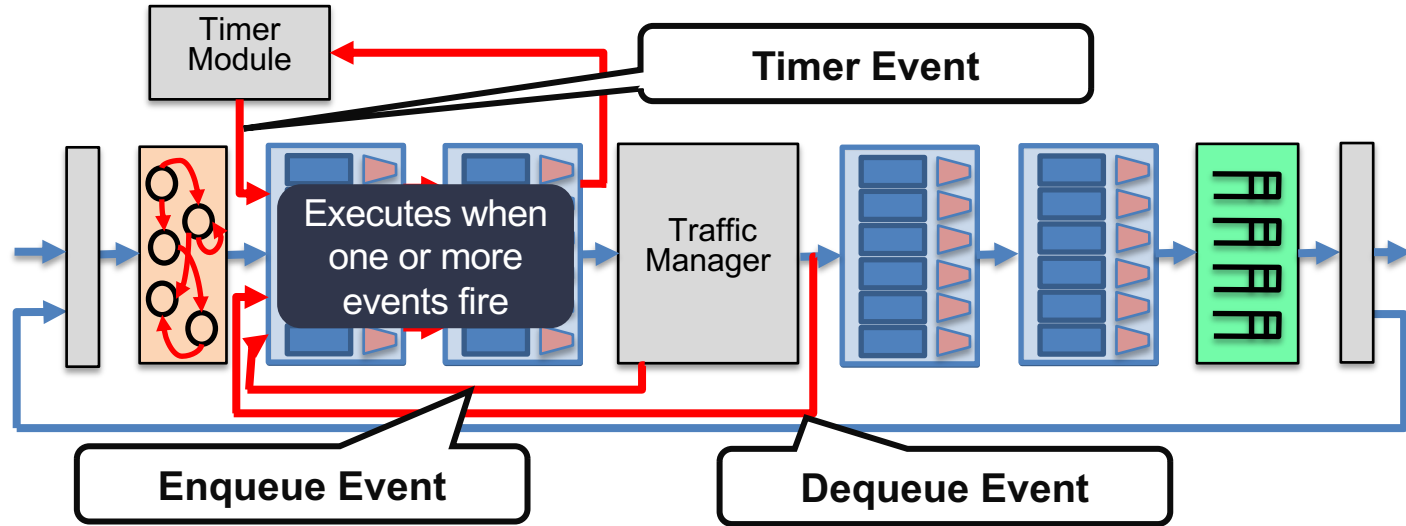 Timer
Module
Timer Event
Executes when
one or more
events fire
Traffic
Manager
Enqueue Event
Dequeue Event